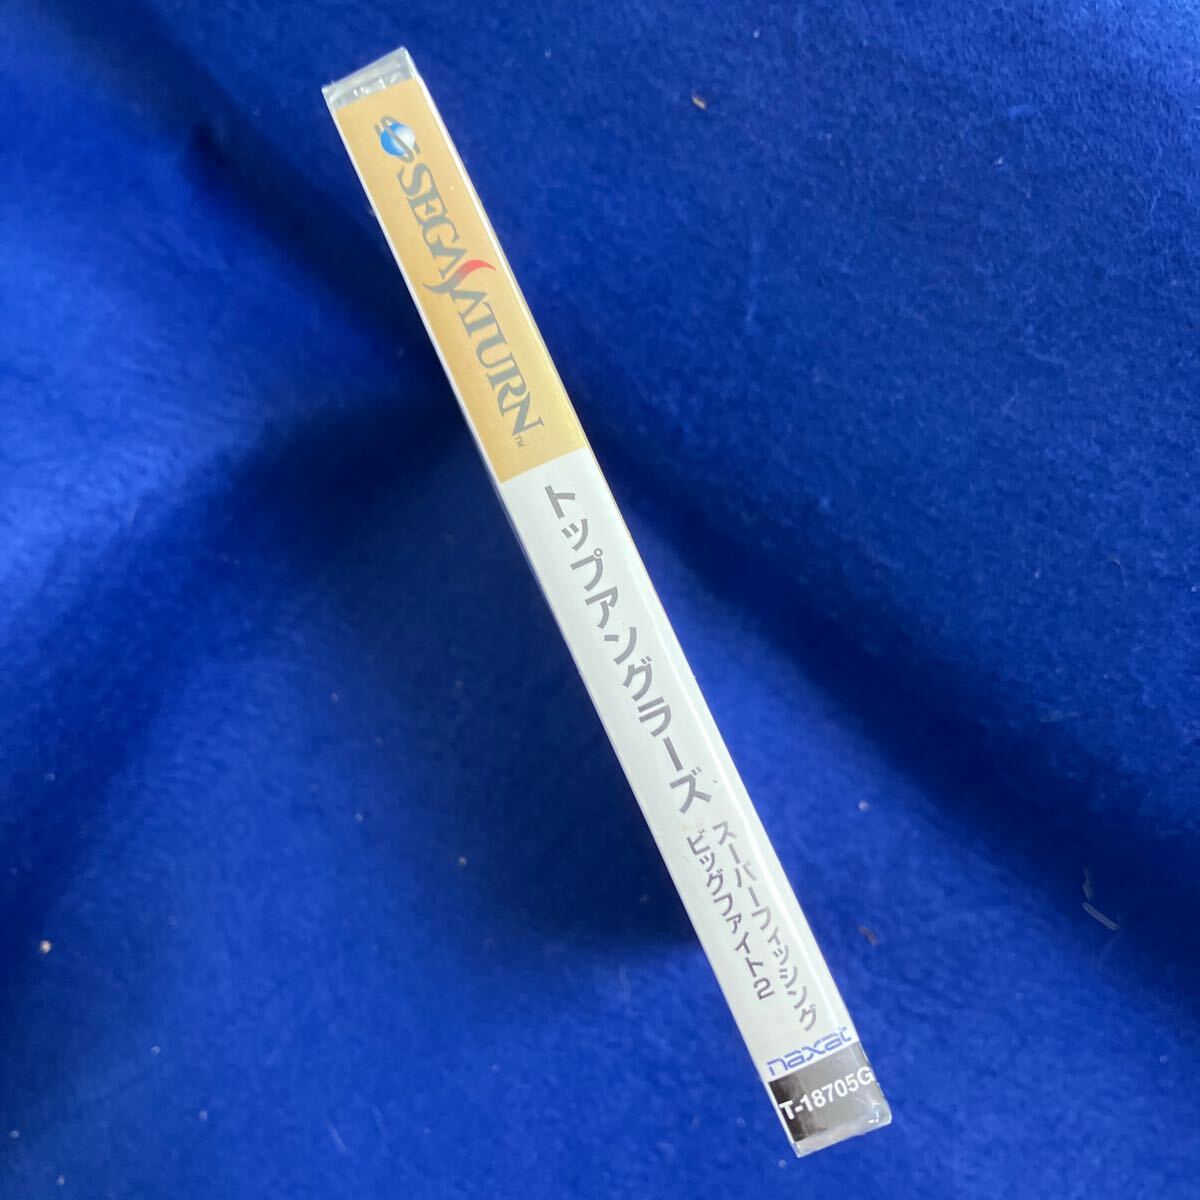 SEGA SATURN™
トップアングラーズ
スーパーフィッシング
ビッグファイト2
naxat
T-18705G